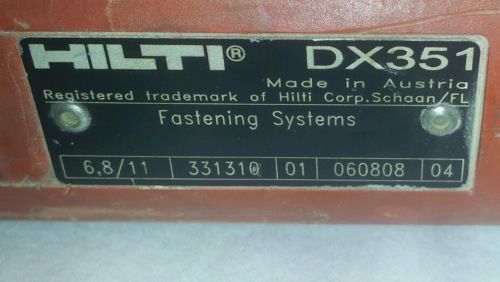 HILTI® DX351
Made in Austria
Registered trademark of Hilti Corp.Schaan/FL
Fastening Systems
6,8/11 331310 01 060808 04